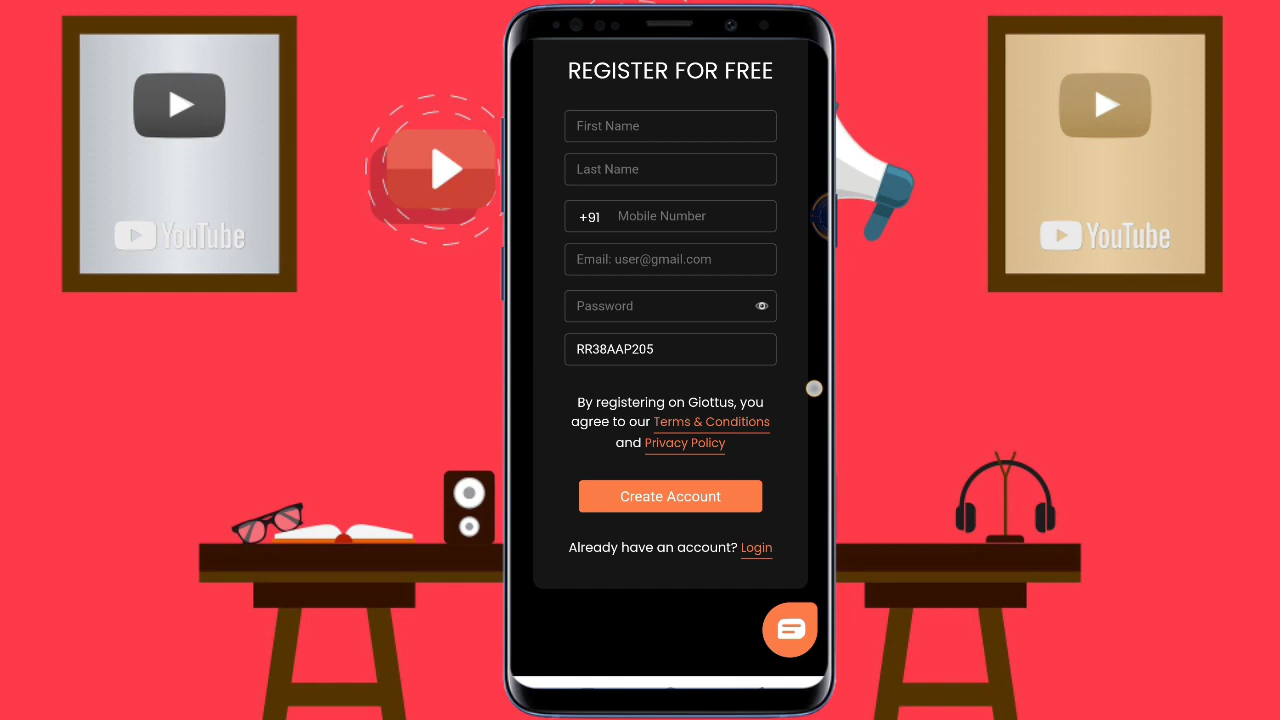 REGISTER FOR FREE
First Name
Last Name
+91 Mobile Number
Email: user@gmail.com
Password
RR38AAP205
By registering on Giottus, you
agree to our Terms & Conditions
and Privacy Policy
Create Account
Already have an account? Login
YouTube
YouTube